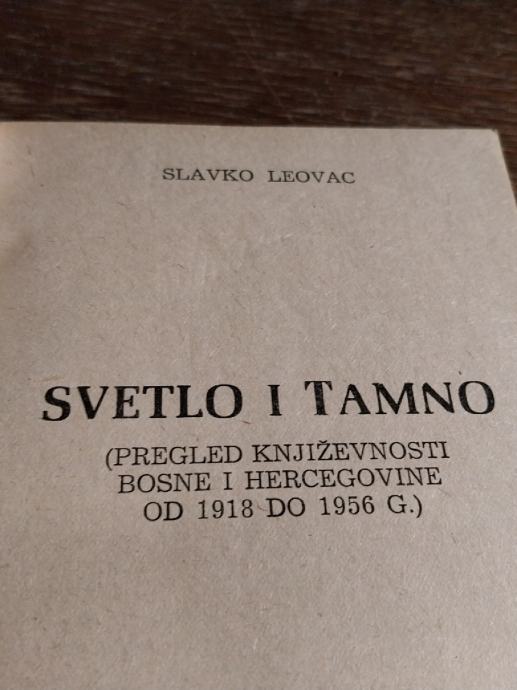 SLAVKO LEOVAC
SVETLO I TAMNO
(PREGLED KNJIŽEVNOSTI
BOSNE I HERCEGOVINE
OD 1918 DO 1956 G.)